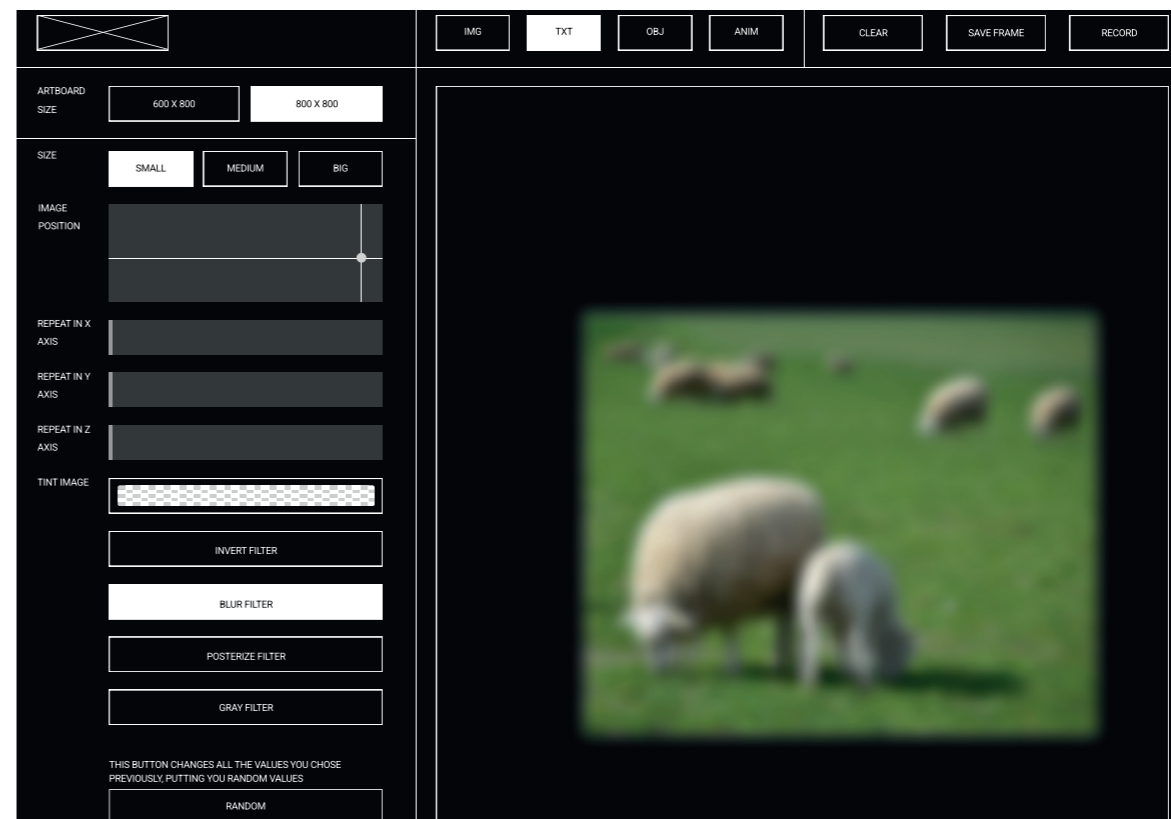 IMG
TXT
OBJ
ANIM
CLEAR
SAVE FRAME
RECORD
ARTBOARD
SIZE
600 X 800
800 X 800
SIZE
SMALL
MEDIUM
BIG
IMAGE
POSITION
REPEAT IN X
AXIS
REPEAT IN Y
AXIS
REPEAT IN Z
AXIS
TINT IMAGE
INVERT FILTER
BLUR FILTER
POSTERIZE FILTER
GRAY FILTER
THIS BUTTON CHANGES ALL THE VALUES YOU CHOSE
PREVIOUSLY, PUTTING YOU RANDOM VALUES
RANDOM